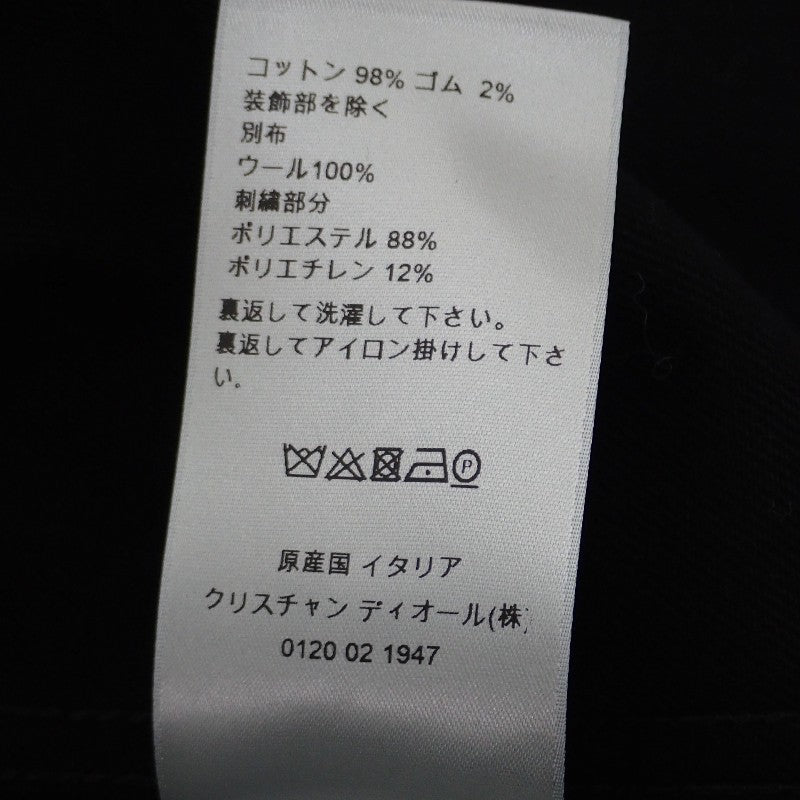 コットン 98% ゴム 2%
装飾部を除く
別布
ウール100%
刺繍部分
ポリエステル 88%
ポリエチレン 12%
裏返して洗濯して下さい。
裏返してアイロン掛けして下さ
い。
P
原産国 イタリア
クリスチャン ディオール(株)
0120 02 1947